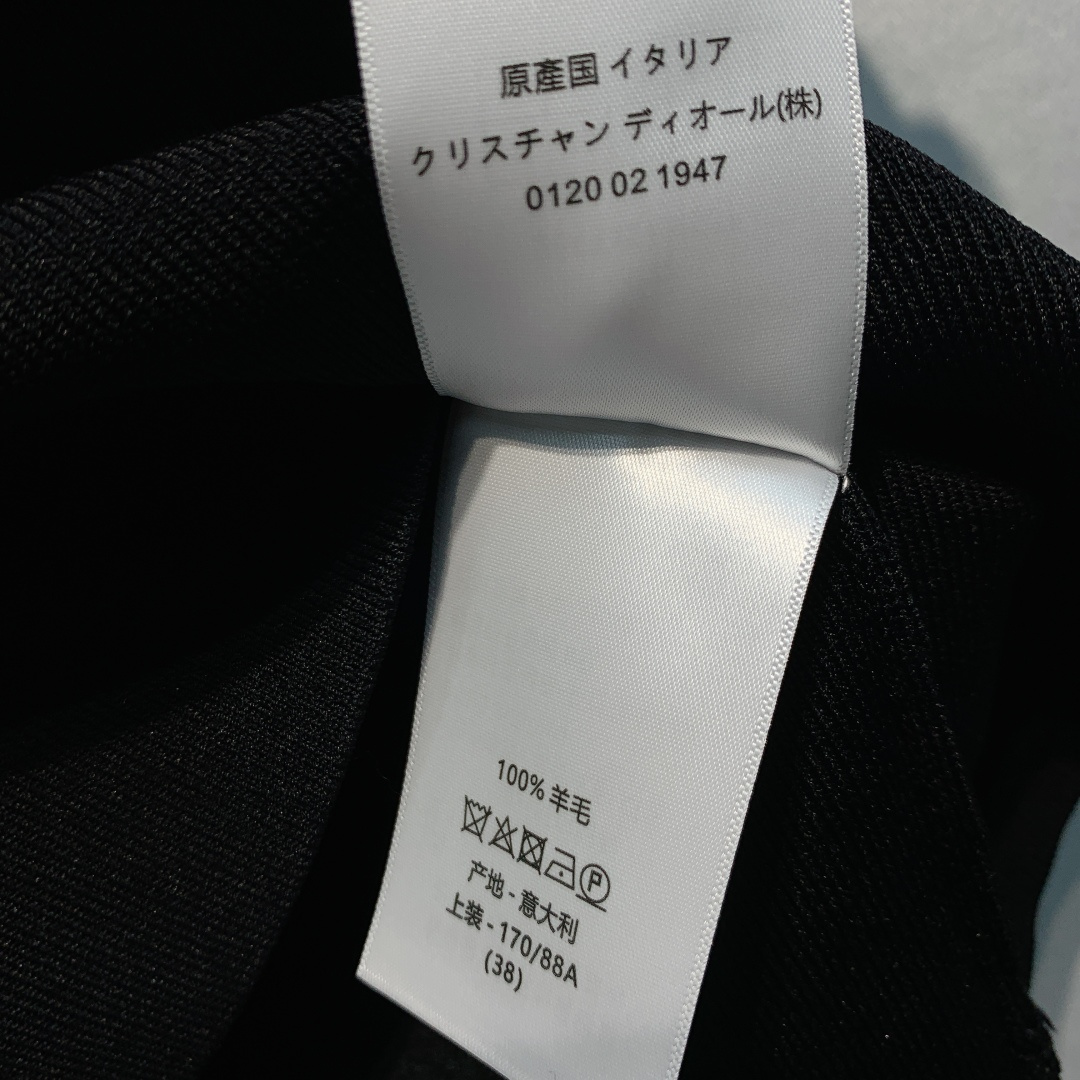 原產国 イタリア
クリスチャン ディオール(株)
0120 02 1947
100% 羊毛
P
产地 - 意大利
上装 - 170/88A
(38)